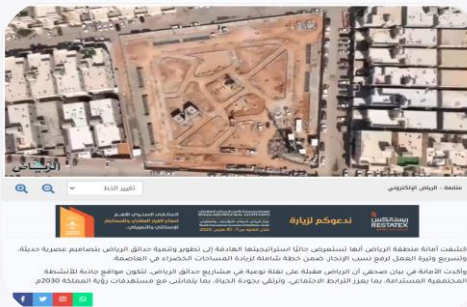 الرياض
متابعة - الرياض الإلكتروني
تغيير الخط
ندعوكم لزيارة
ريستاتكس
RESTATEX
كشفت أمانة منطقة الرياض أنها تستعرض حاليًا استراتيجيتها الهادفة إلى تطوير وتنمية حدائق الرياض بتصاميم عصرية حديثة،
وتسريع وتيرة العمل لرفع نسب الإنجاز، ضمن خطة شاملة لزيادة المساحات الخضراء في العاصمة.
وأكدت الأمانة في بيان صحفي أن الرياض مقبلة على نقلة نوعية في مشاريع حدائق الرياض، لتكون مواقع جاذبة للأنشطة
المجتمعية المستدامة، بما يعزز الترابط الاجتماعي، وترتقي بجودة الحياة، بما يتماشى مع مستهدفات رؤية المملكة 2030م.